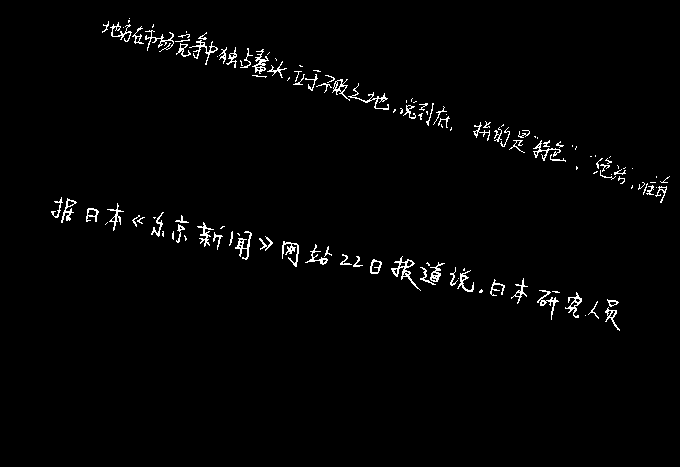 地方在市场竞争中独占鳌头，立于不败之地，说到底，拼的是“特色”、“绝活”，唯有
据日本《东京新闻》网站22日报道说，日本研究人员